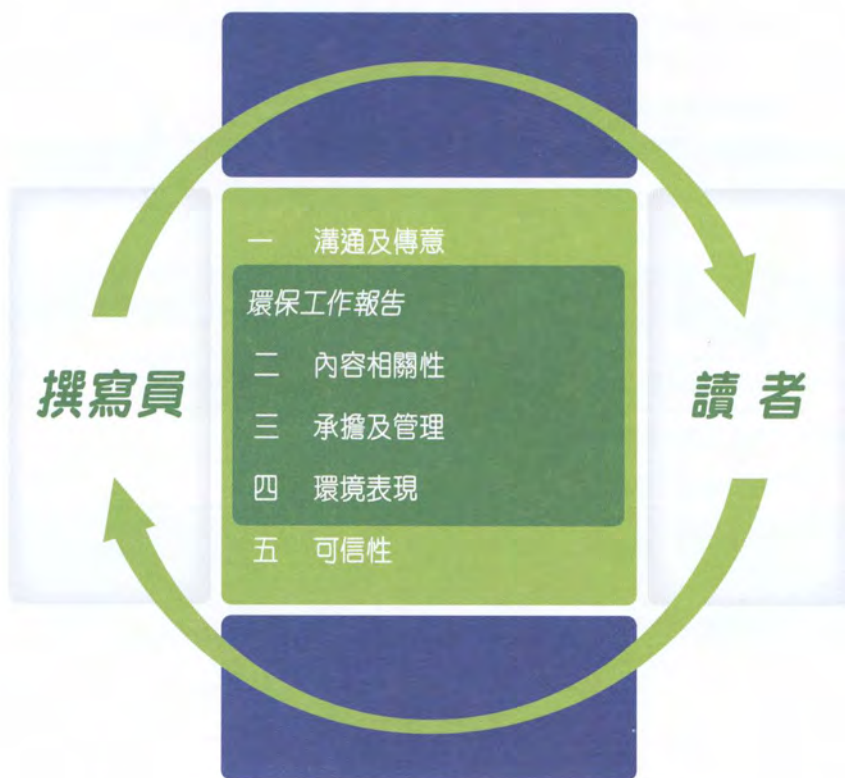 一 溝通及傳意
環保工作報告
二 內容相關性
三 承擔及管理
四 環境表現
五 可信性
撰寫員
讀者